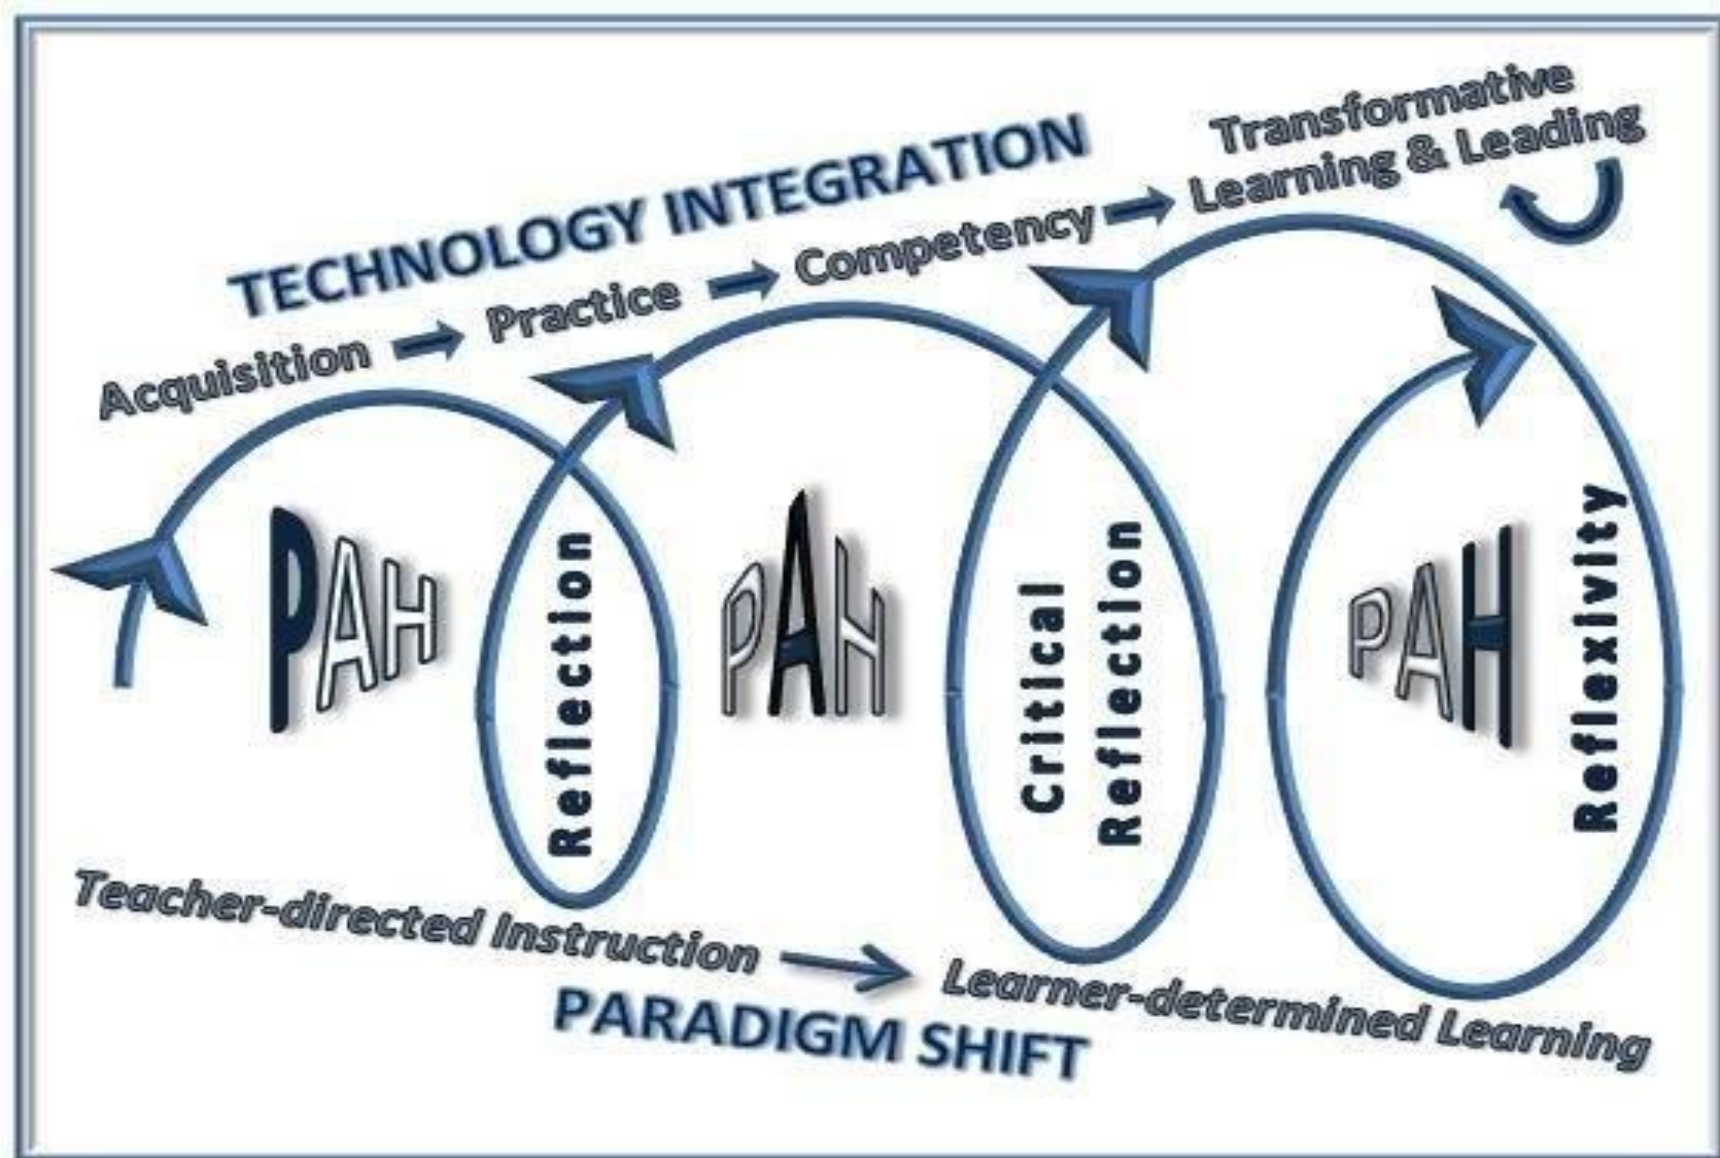 TECHNOLOGY INTEGRATION
Acquisition Practice Competency Transformative
Learning & Leading
PAH
Reflection
PAH
Critical
Reflection
PAH
Reflexivity
Teacher-directed Instruction Learner-determined Learning
PARADIGM SHIFT